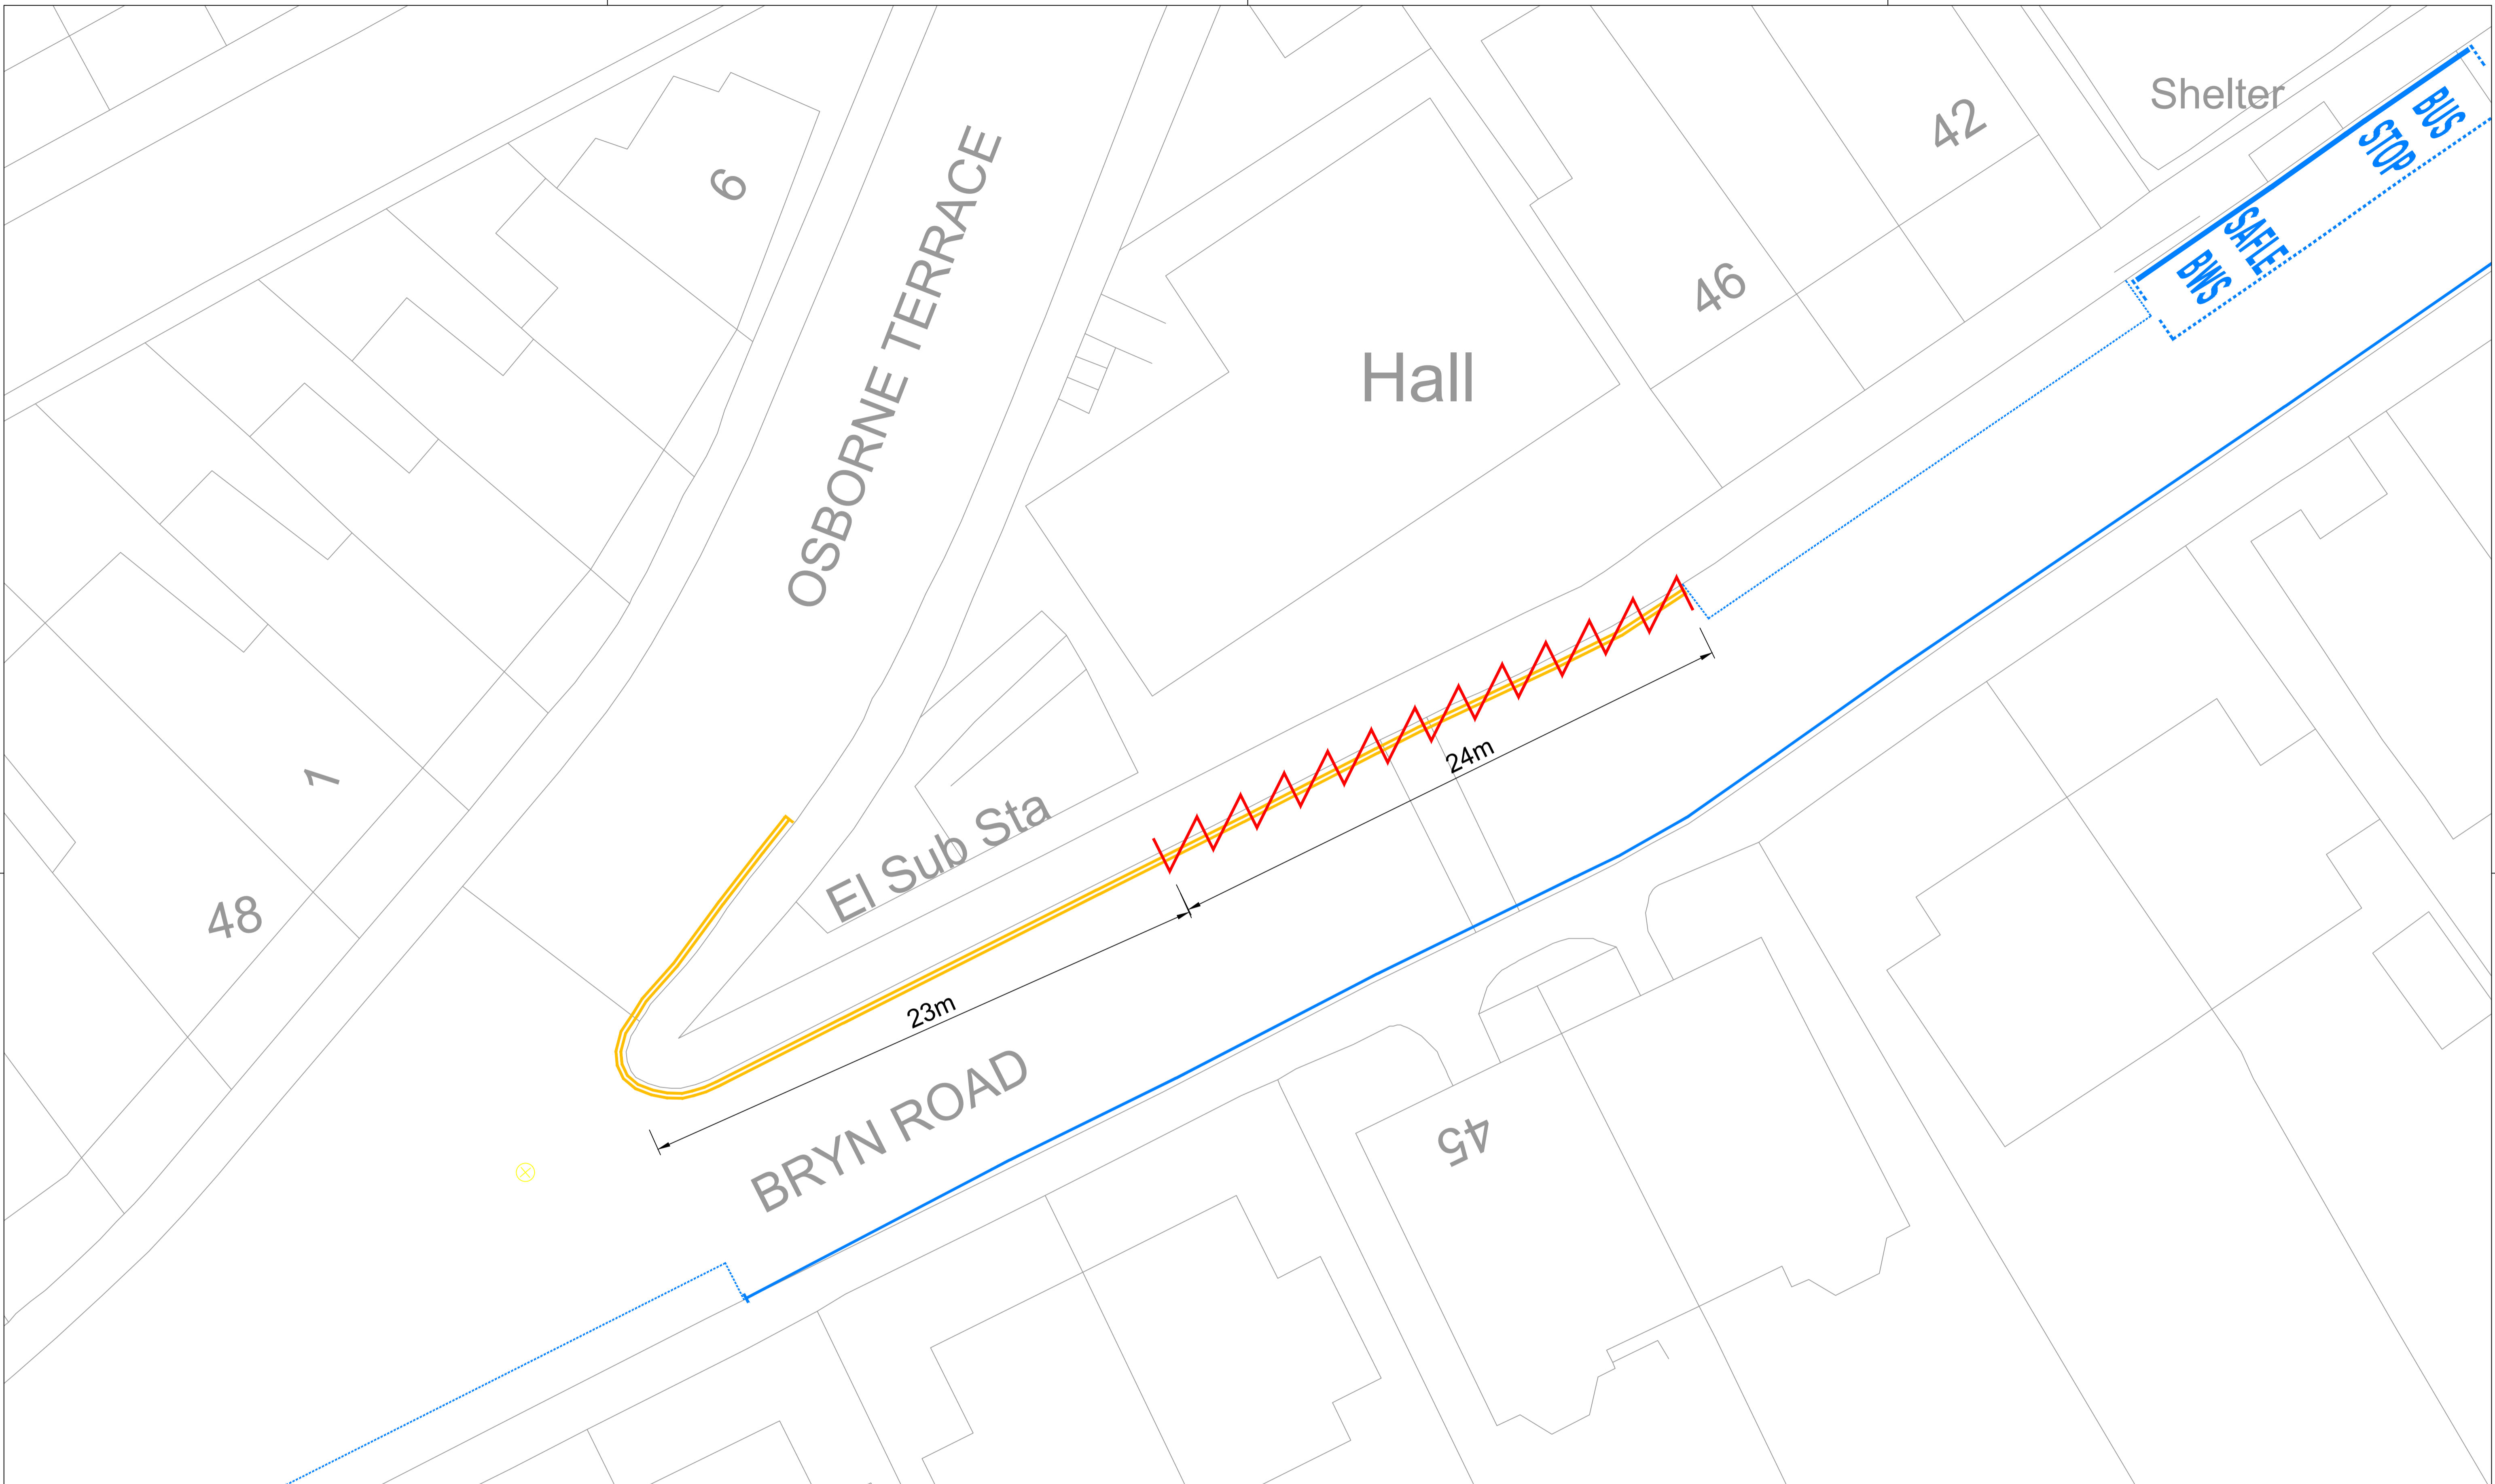 Shelter
BUS
STOP
SAFLE
BWS
42
6
OSBORNE TERRACE
46
Hall
24m
1
El Sub Sta
48
23m
BRYN ROAD
45